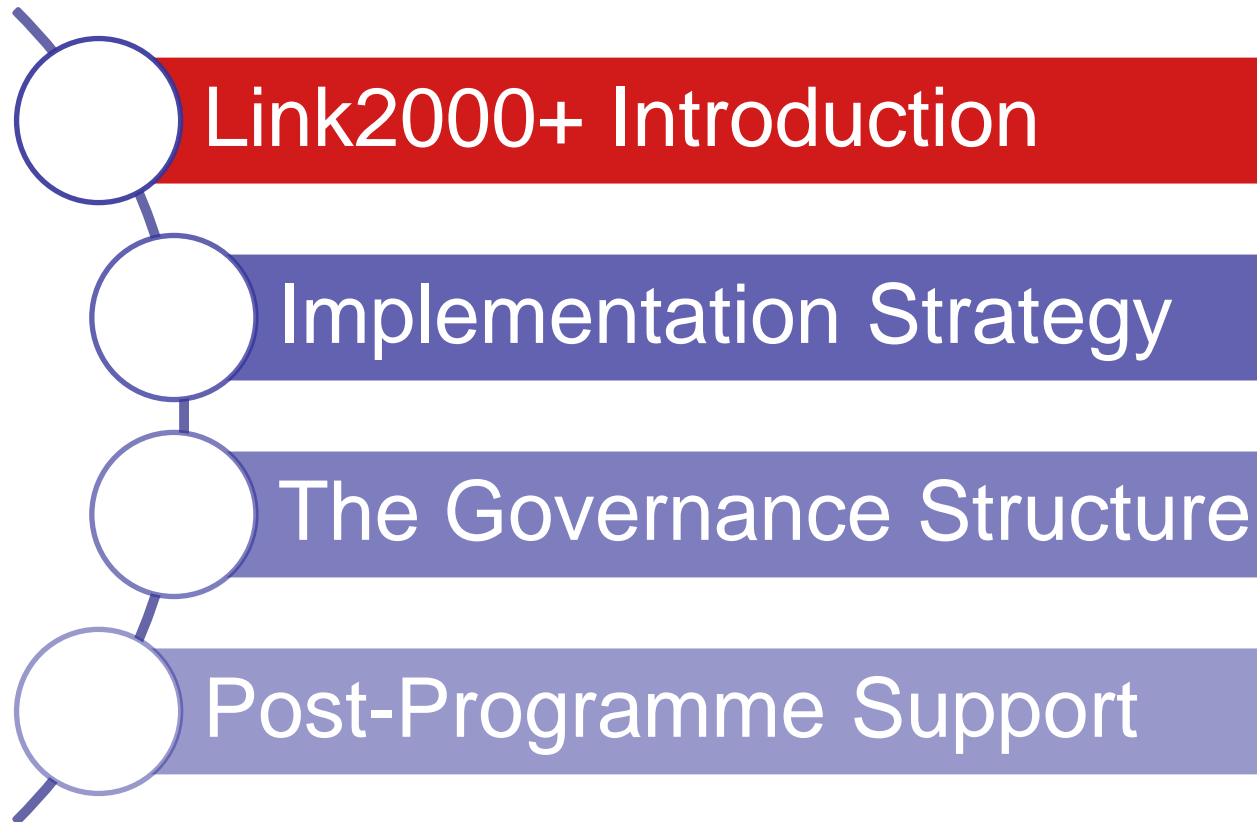 Link2000+ Introduction
Implementation Strategy
The Governance Structure
Post-Programme Support